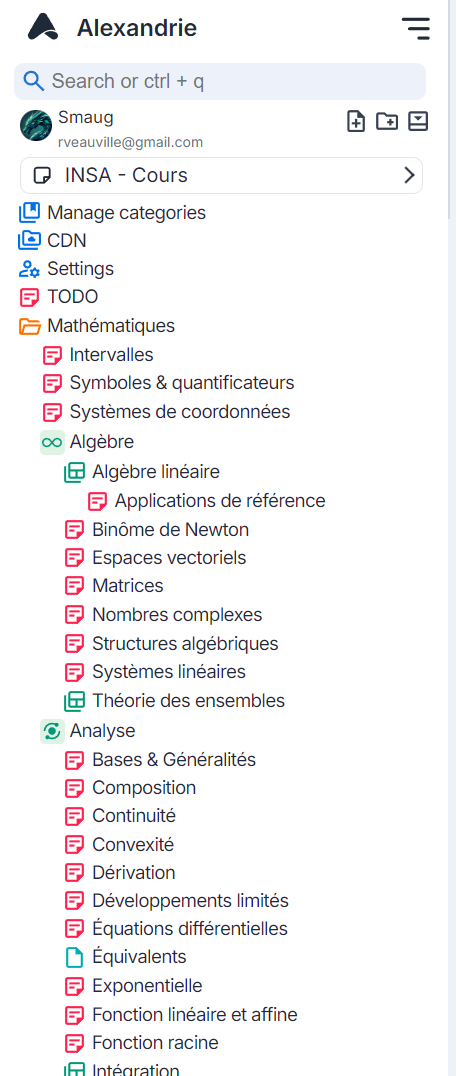 Alexandrie
Search or ctrl + q
Smaug
rveauville@gmail.com
INSA - Cours
Manage categories
CDN
Settings
TODO
Mathématiques
Intervalles
Symboles & quantificateurs
Systèmes de coordonnées
Algèbre
Algèbre linéaire
Applications de référence
Binôme de Newton
Espaces vectoriels
Matrices
Nombres complexes
Structures algébriques
Systèmes linéaires
Théorie des ensembles
Analyse
Bases & Généralités
Composition
Continuité
Convexité
Dérivation
Développements limités
Équations différentielles
Équivalents
Exponentielle
Fonction linéaire et affine
Fonction racine
Intégration